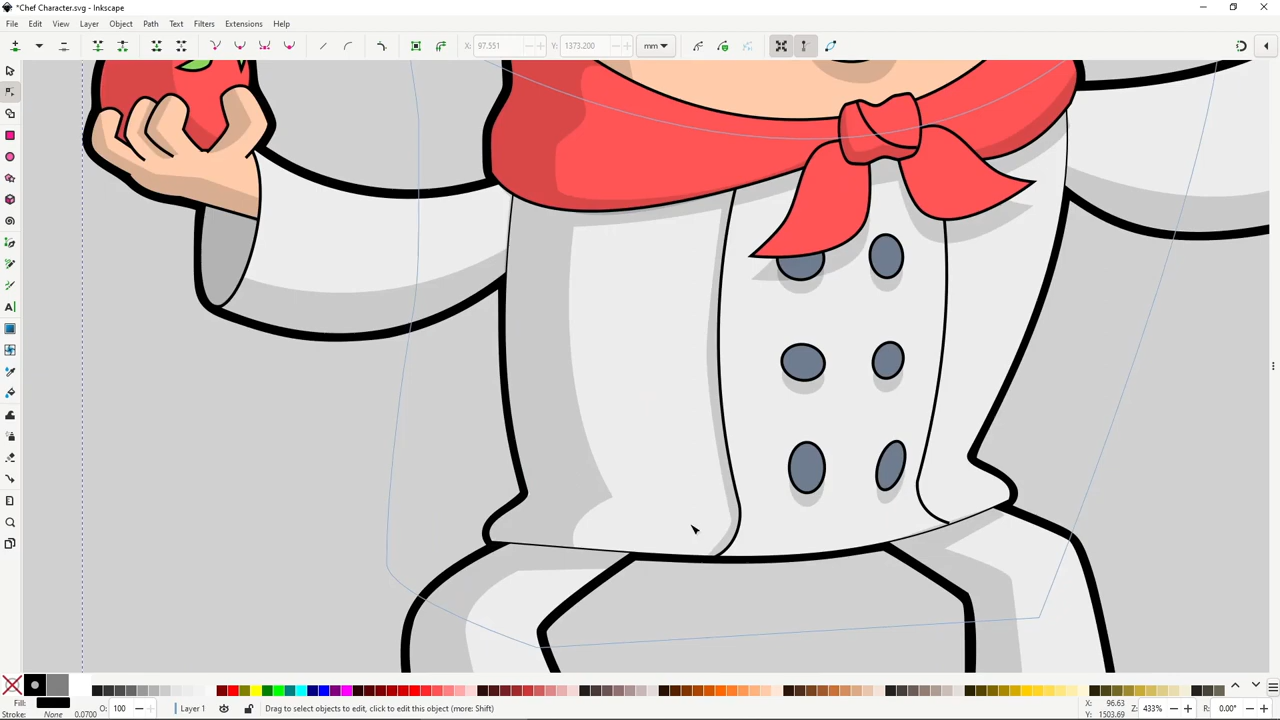 *Chef Character.svg - Inkscape
File Edit View Layer Object Path Text Filters Extensions Help
X: 97.551 Y: 1373.200 mm
Fill: Stroke: None 0.0700 O: 100 Layer 1 Drag to select objects to edit, click to edit this object (more: Shift) X: 96.63 Y: 1503.69 Z: 433% R: 0.00°